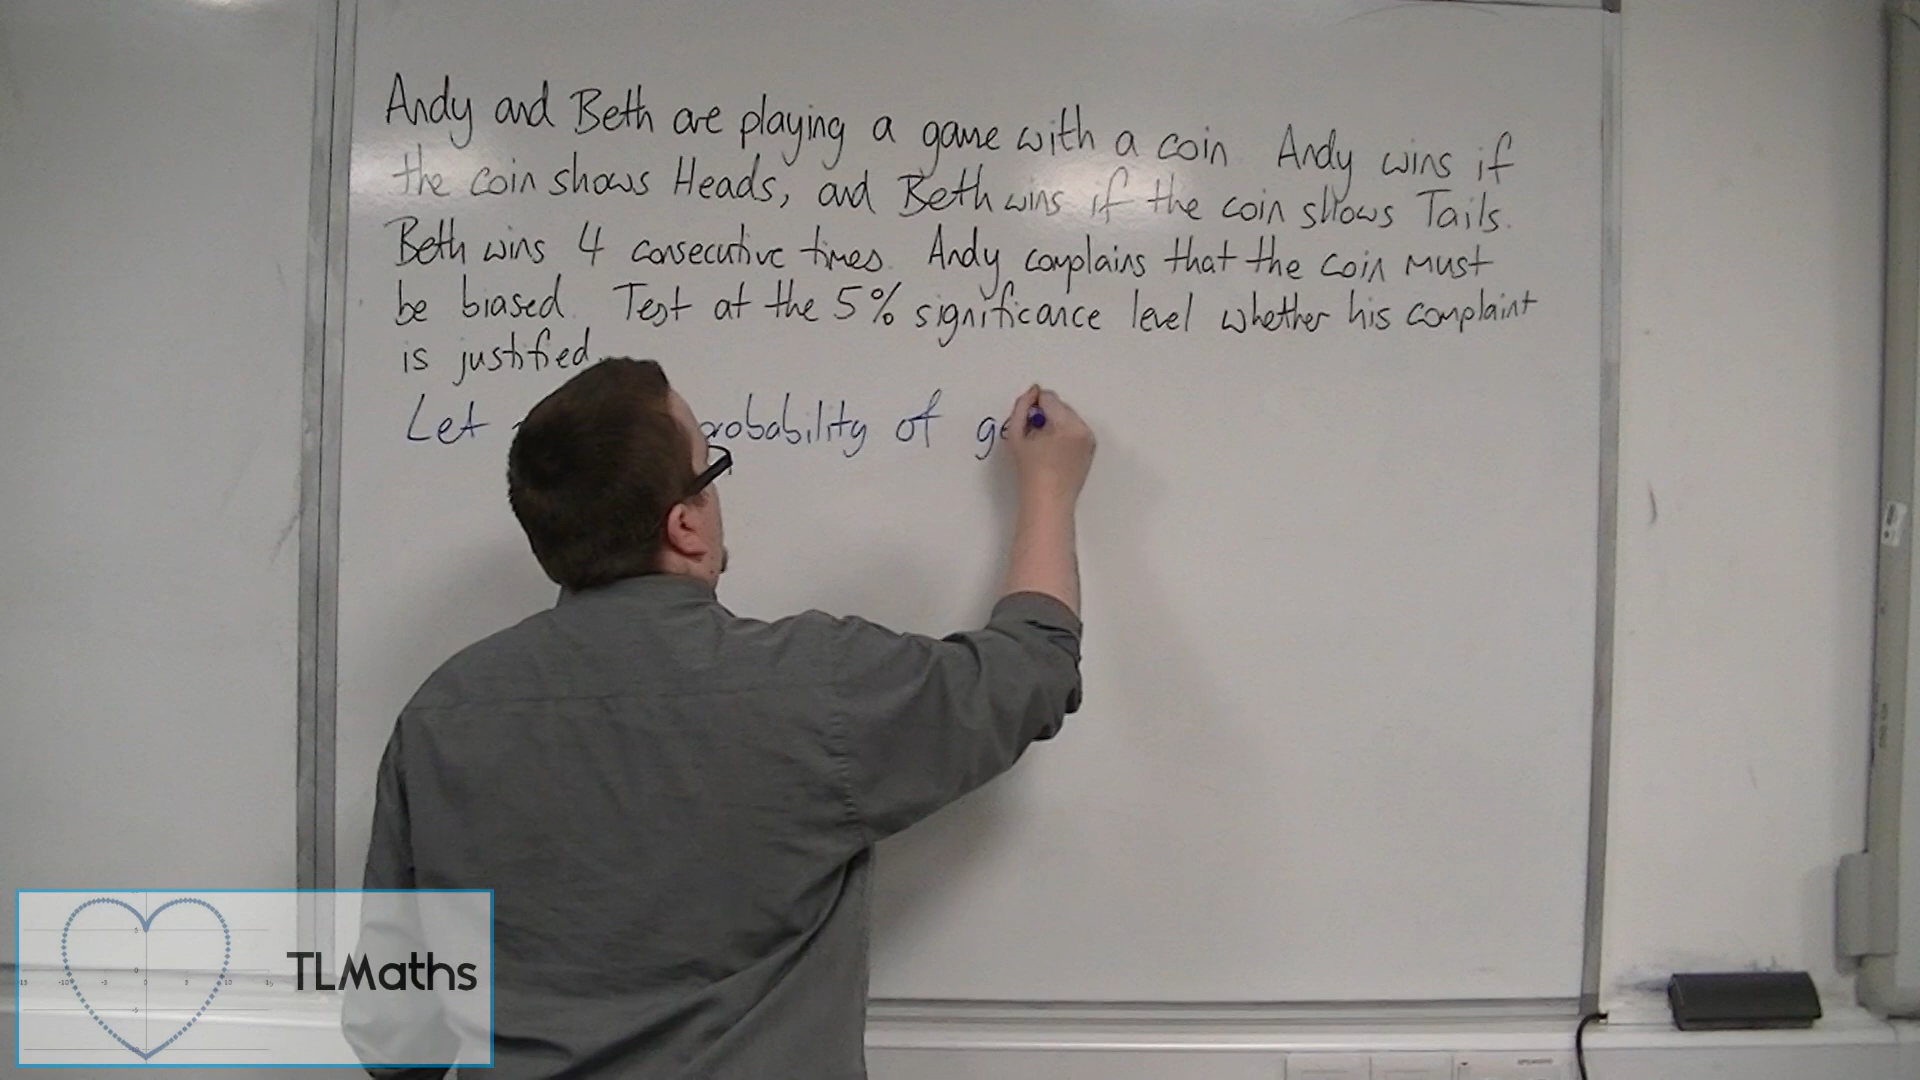 Andy and Beth are playing a game with a coin. Andy wins if
the coin shows Heads, and Beth wins if the coin shows Tails.
Beth wins 4 consecutive times. Andy complains that the coin must
be biased. Test at the 5% significance level whether his complaint
is justified.
Let probability of ge
TLMaths